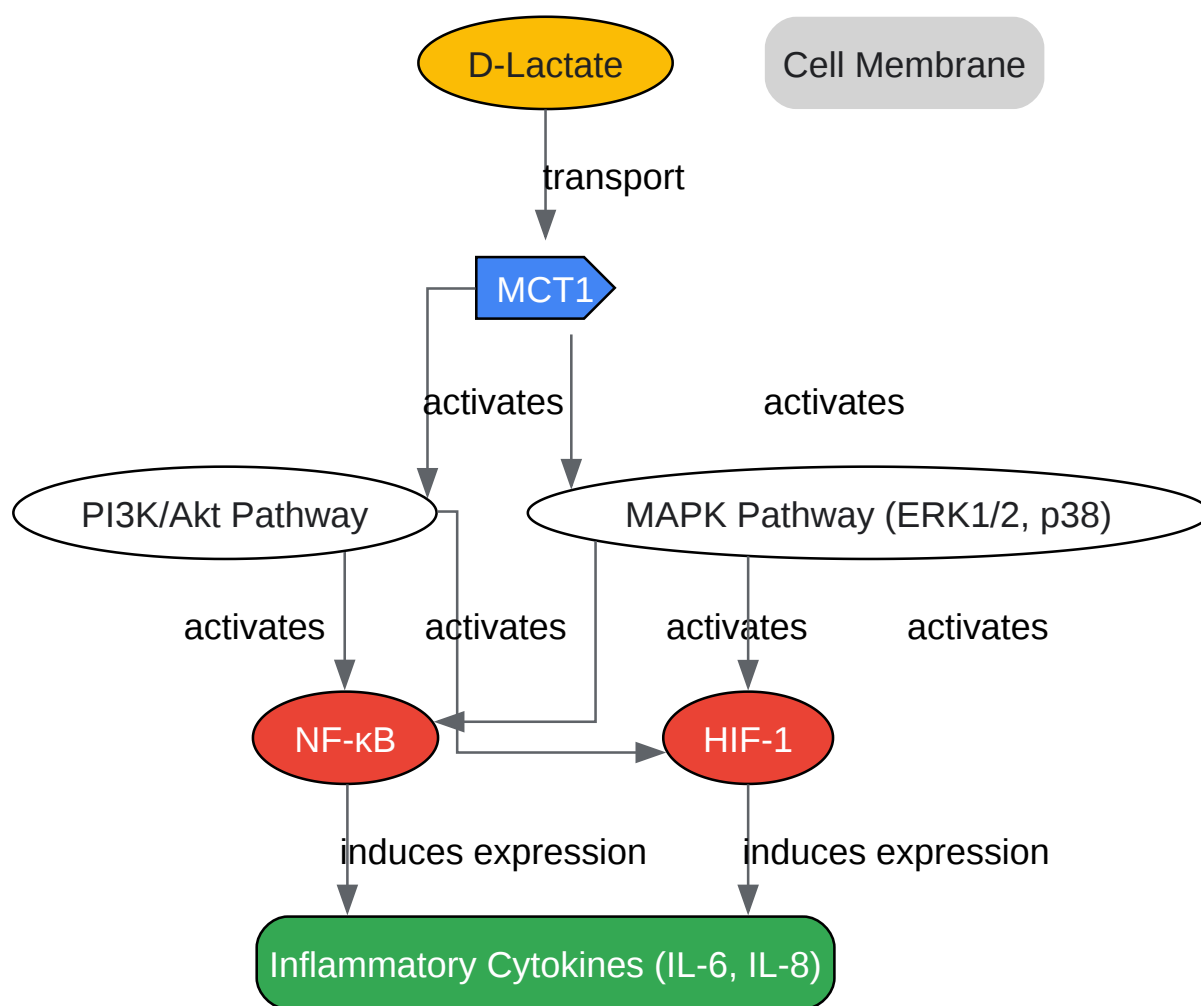 D-Lactate
Cell Membrane
transport
MCT1
activates
activates
PI3K/Akt Pathway
MAPK Pathway (ERK1/2, p38)
activates
activates
activates
activates
NF-κB
HIF-1
induces expression
induces expression
Inflammatory Cytokines (IL-6, IL-8)